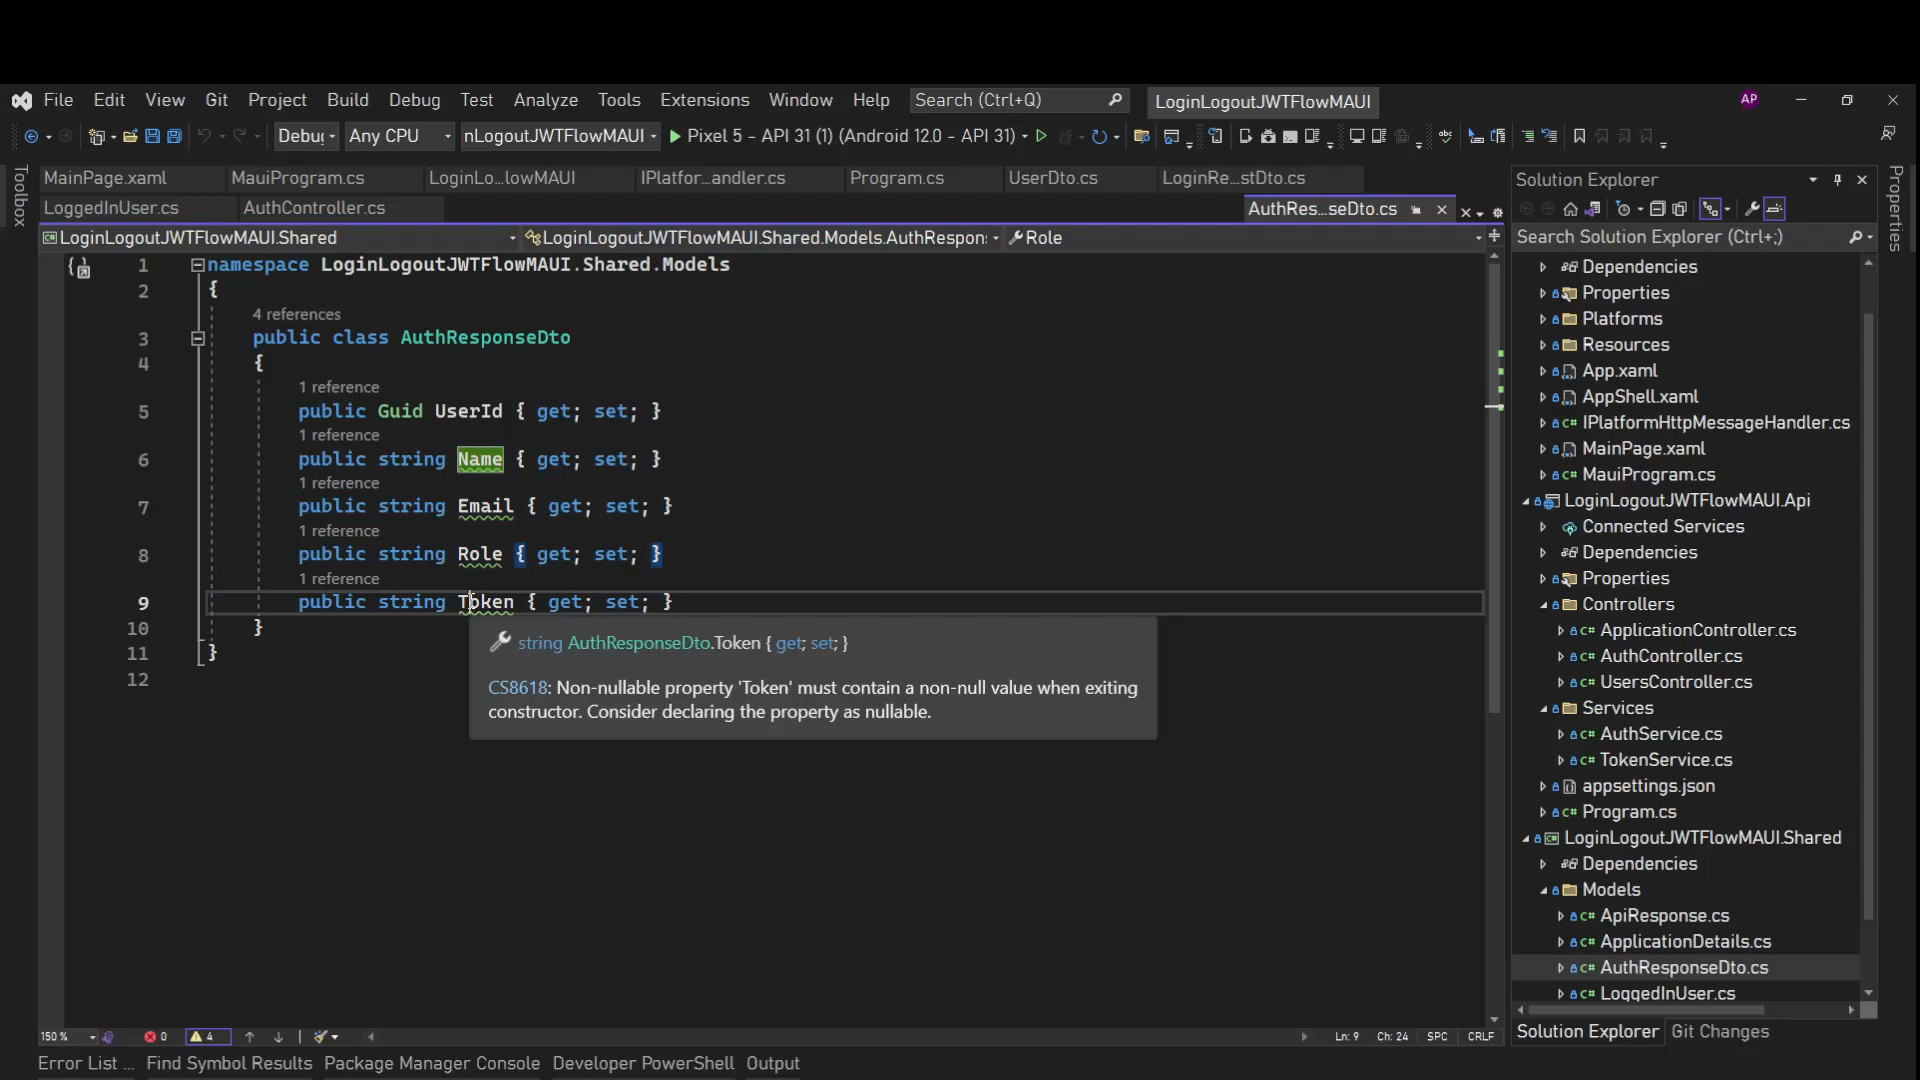 File Edit View Git Project Build Debug Test Analyze Tools Extensions Window Help Search (Ctrl+Q) LoginLogoutJWTFlowMAUI AP
Debug Any CPU nLogoutJWTFlowMAUI Pixel 5 - API 31 (1) (Android 12.0 - API 31)
MainPage.xaml MauiProgram.cs LoginLo...lowMAUI IPlatfor...andler.cs Program.cs UserDto.cs LoginRe...stDto.cs
LoggedInUser.cs AuthController.cs AuthRes...seDto.cs
LoginLogoutJWTFlowMAUI.Shared LoginLogoutJWTFlowMAUI.Shared.Models.AuthRespon Role
Toolbox
1 namespace LoginLogoutJWTFlowMAUI.Shared.Models
2 {
4 references
3 public class AuthResponseDto
4 {
1 reference
5 public Guid UserId { get; set; }
1 reference
6 public string Name { get; set; }
1 reference
7 public string Email { get; set; }
1 reference
8 public string Role { get; set; }
1 reference
9 public string Token { get; set; }
10 }
11 }
12
string AuthResponseDto.Token { get; set; }
CS8618: Non-nullable property 'Token' must contain a non-null value when exiting
constructor. Consider declaring the property as nullable.
150 % 0 4 Ln: 9 Ch: 24 SPC CRLF
Error List ... Find Symbol Results Package Manager Console Developer PowerShell Output
Solution Explorer
Search Solution Explorer (Ctrl+;)
Dependencies
Properties
Platforms
Resources
App.xaml
AppShell.xaml
IPlatformHttpMessageHandler.cs
MainPage.xaml
MauiProgram.cs
LoginLogoutJWTFlowMAUI.Api
Connected Services
Dependencies
Properties
Controllers
ApplicationController.cs
AuthController.cs
UsersController.cs
Services
AuthService.cs
TokenService.cs
appsettings.json
Program.cs
LoginLogoutJWTFlowMAUI.Shared
Dependencies
Models
ApiResponse.cs
ApplicationDetails.cs
AuthResponseDto.cs
LoggedInUser.cs
Solution Explorer Git Changes
Properties